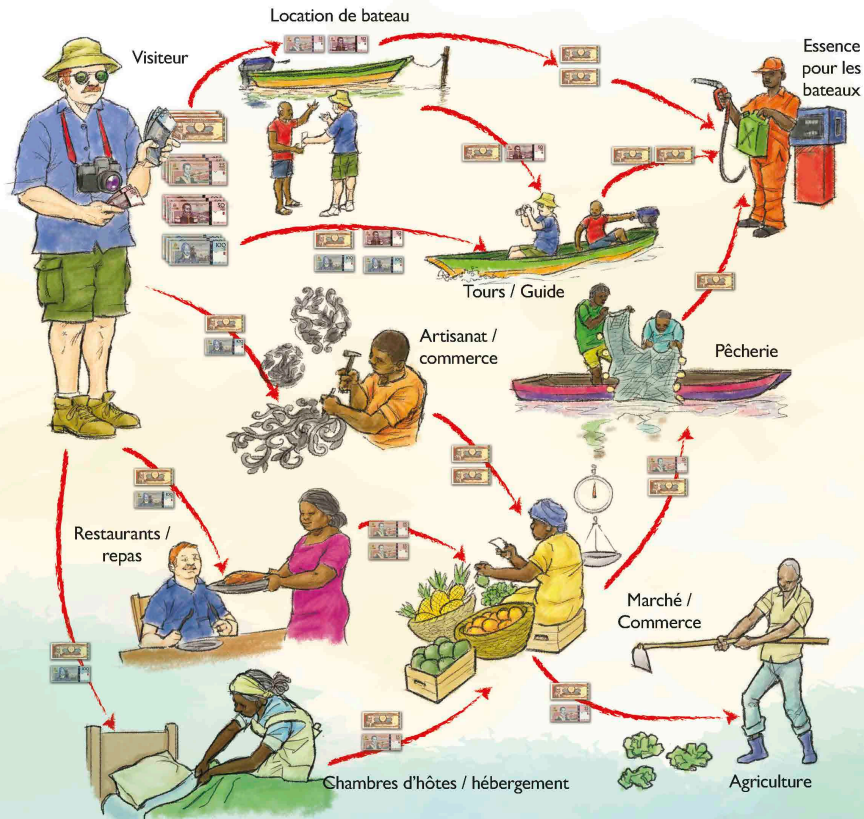 Location de bateau
Visiteur
Essence
pour les
bateaux
Tours / Guide
Artisanat /
commerce
Pêcherie
Restaurants /
repas
Marché /
Commerce
Chambres d'hôtes / hébergement
Agriculture